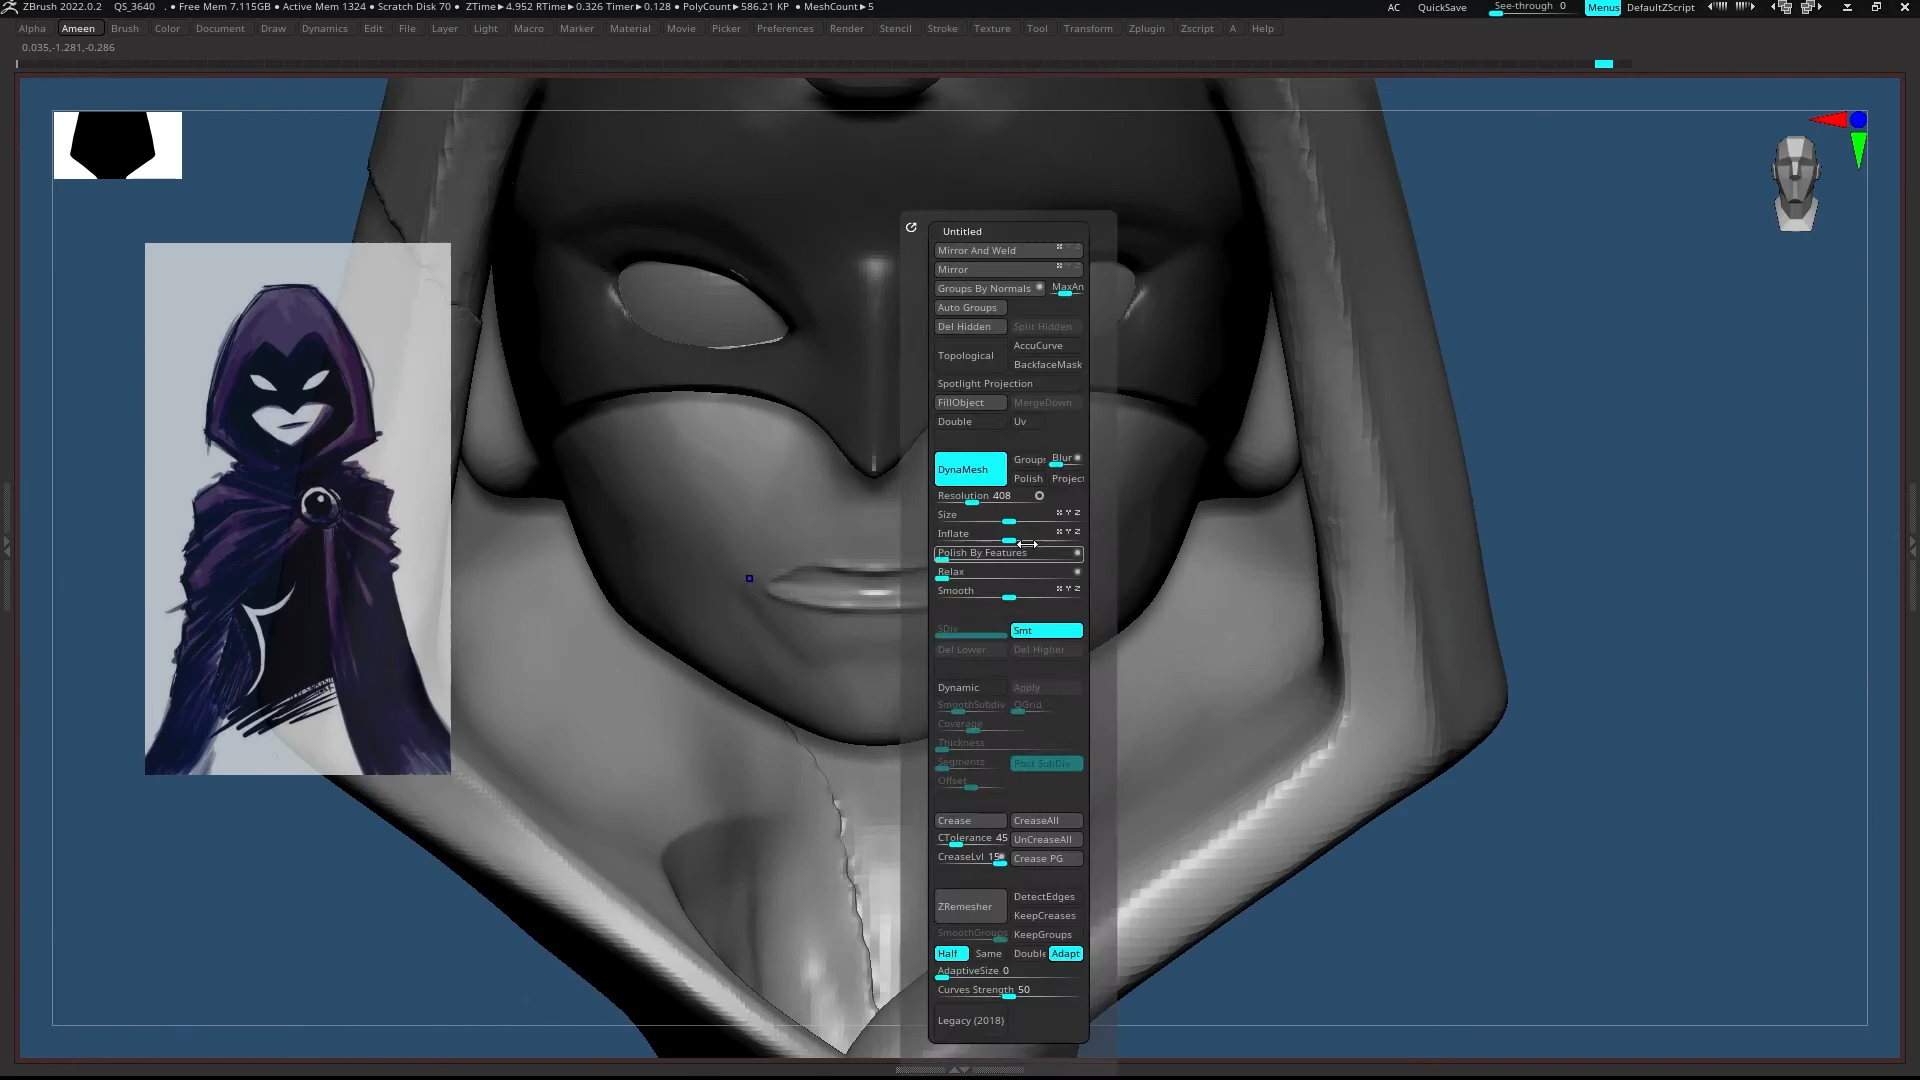 ZBrush 2022.0.2 QS_3640 . • Free Mem 7.115GB • Active Mem 1324 • Scratch Disk 70 • ZTime▸4.952 RTime▸0.326 Timer▸0.128 • PolyCount▸586.21 KP • MeshCount▸5 AC QuickSave See-through 0 Menus DefaultZScript
Alpha Ameen Brush Color Document Draw Dynamics Edit File Layer Light Macro Marker Material Movie Picker Preferences Render Stencil Stroke Texture Tool Transform Zplugin Zscript A Help
0.035,-1.281,-0.286
Untitled
Mirror And Weld
Mirror
Groups By Normals MaxAn
Auto Groups
Del Hidden Split Hidden
AccuCurve
Topological
BackfaceMask
Spotlight Projection
FillObject MergeDown
Double Uv
Groups Blur
DynaMesh
Polish Project
Resolution 408
Size
Inflate
Polish By Features
Relax
Smooth
SDiv Smt
Del Lower Del Higher
Dynamic Apply
SmoothSubdiv QGrid
Coverage
Thickness
Segments Post SubDiv
Offset
Crease CreaseAll
CTolerance 45 UnCreaseAll
CreaseLvl 15 Crease PG
DetectEdges
ZRemesher
KeepCreases
SmoothGroups KeepGroups
Half Same Double Adapt
AdaptiveSize 0
Curves Strength 50
Legacy (2018)